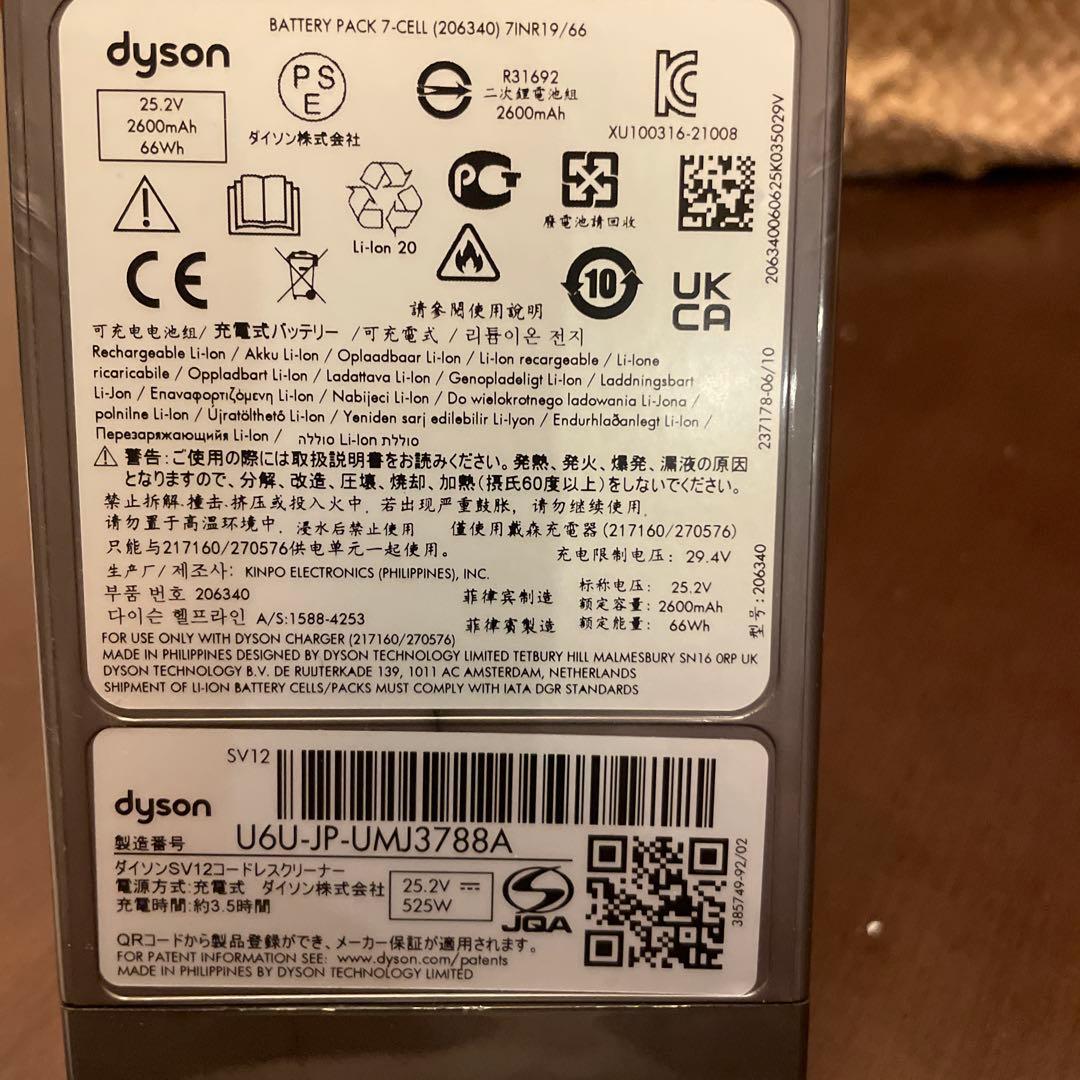 BATTERY PACK 7-CELL (206340) 7INR19/66
dyson
25.2V
2600mAh
66Wh
PSE
ダイソン株式会社
R31692
二次鋰電池組
2600mAh
XU100316-21008
Li-Ion 20
廢電池請回收
CE
10
UK
CA
請參閱使用說明
206340060625K035029V
237178-06/10
型号: 206340
可充电电池组/ 充電式バッテリー /可充電式 / 리튬이온 전지
Rechargeable Li-Ion / Akku Li-Ion / Oplaadbaar Li-Ion / Li-Ion recargeable / Li-Ione
ricaricabile / Oppladbart Li-Ion / Ladattava Li-Ion / Genopladeligt Li-Ion / Laddningsbart
Li-Jon / Επαναφορτιζόμενη Li-Ion / Nabijeci Li-Ion / Do wielokrotnego ladowania Li-Jona /
polnilne Li-Ion / Újratölthető Li-Ion / Yeniden sarj edilebilir Li-Iyon / Endurhlaðanlegt Li-Ion /
Перезаряжающийя Li-Ion / סוללה Li-Ion סוללת
警告:ご使用の際には取扱説明書をお読みください。発熱、発火、爆発、漏液の原因
となりますので、分解、改造、圧壊、焼却、加熱(摂氏60度以上)をしないでください。
禁止拆解.撞击.挤压或投入火中. 若出现严重鼓胀, 请勿继续使用.
请勿置于高温环境中. 浸水后禁止使用 僅使用戴森充電器(217160/270576)
只能与217160/270576供电单元一起使用。 充电限制电压: 29.4V
生产厂/ 제조사: KINPO ELECTRONICS (PHILIPPINES), INC.
部품 번호 206340 菲律宾制造 标称电压: 25.2V
额定容量: 2600mAh
다이슨 헬프라인 A/S:1588-4253 菲律賓製造 额定能量: 66Wh
FOR USE ONLY WITH DYSON CHARGER (217160/270576)
MADE IN PHILIPPINES DESIGNED BY DYSON TECHNOLOGY LIMITED TETBURY HILL MALMESBURY SN16 0RP UK
DYSON TECHNOLOGY B.V. DE RUIJTERKADE 139, 1011 AC AMSTERDAM, NETHERLANDS
SHIPMENT OF LI-ION BATTERY CELLS/PACKS MUST COMPLY WITH IATA DGR STANDARDS
SV12
dyson
製造番号 U6U-JP-UMJ3788A
ダイソンSV12コードレスクリーナー
電源方式:充電式 ダイソン株式会社
充電時間:約3.5時間
25.2V
525W
JQA
385749-92/02
QRコードから製品登録ができ、メーカー保証が適用されます。
FOR PATENT INFORMATION SEE: www.dyson.com/patents
MADE IN PHILIPPINES BY DYSON TECHNOLOGY LIMITED